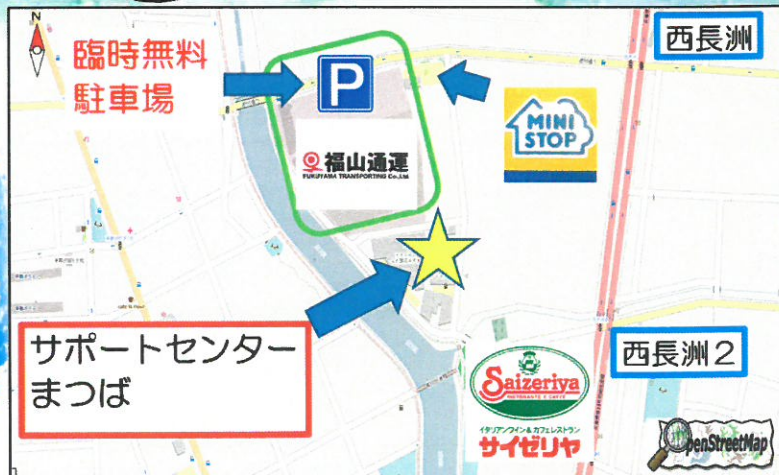 N
臨時無料
駐車場
P
福山通運
FUKUYAMA TRANSPORTING Co.,Ltd.
MINI
STOP
西長洲
サポートセンター
まつば
西長洲2
Saizeriya
RISTORANTE E CAFFÈ
イタリアンワイン&カフェレストラン
サイゼリヤ
OpenStreetMap